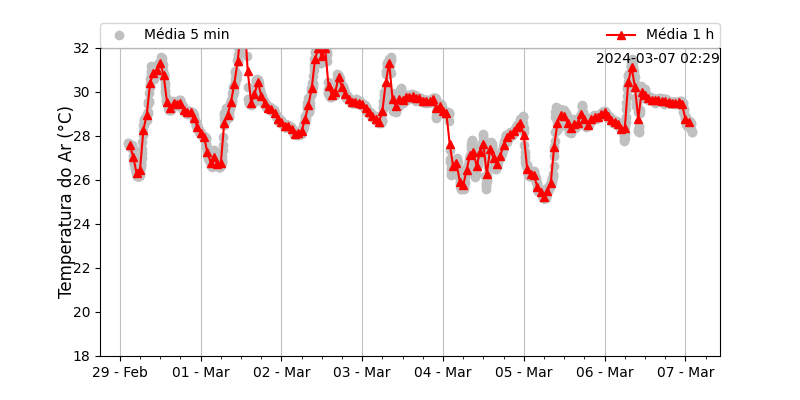 Média 5 min
Média 1 h
2024-03-07 02:29
Temperatura do Ar (°C)
32
30
28
26
24
22
20
18
29 - Feb
01 - Mar
02 - Mar
03 - Mar
04 - Mar
05 - Mar
06 - Mar
07 - Mar